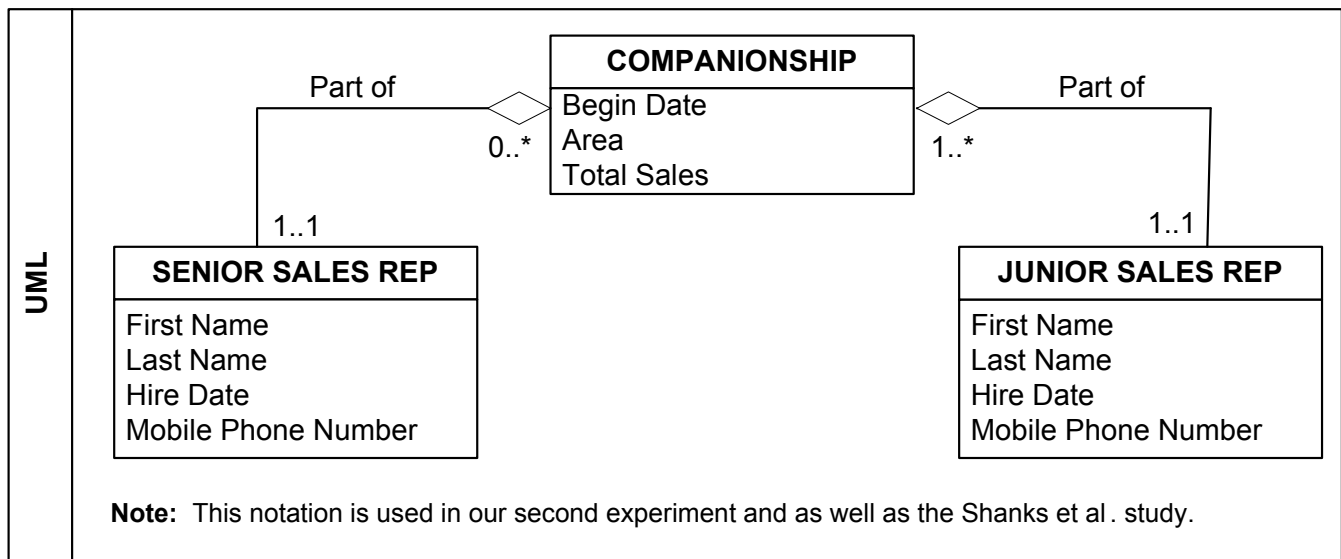 UML
COMPANIONSHIP
Begin Date
Area
Total Sales
Part of
0..*
1..1
Part of
1..*
1..1
SENIOR SALES REP
First Name
Last Name
Hire Date
Mobile Phone Number
JUNIOR SALES REP
First Name
Last Name
Hire Date
Mobile Phone Number
Note: This notation is used in our second experiment and as well as the Shanks et al. study.